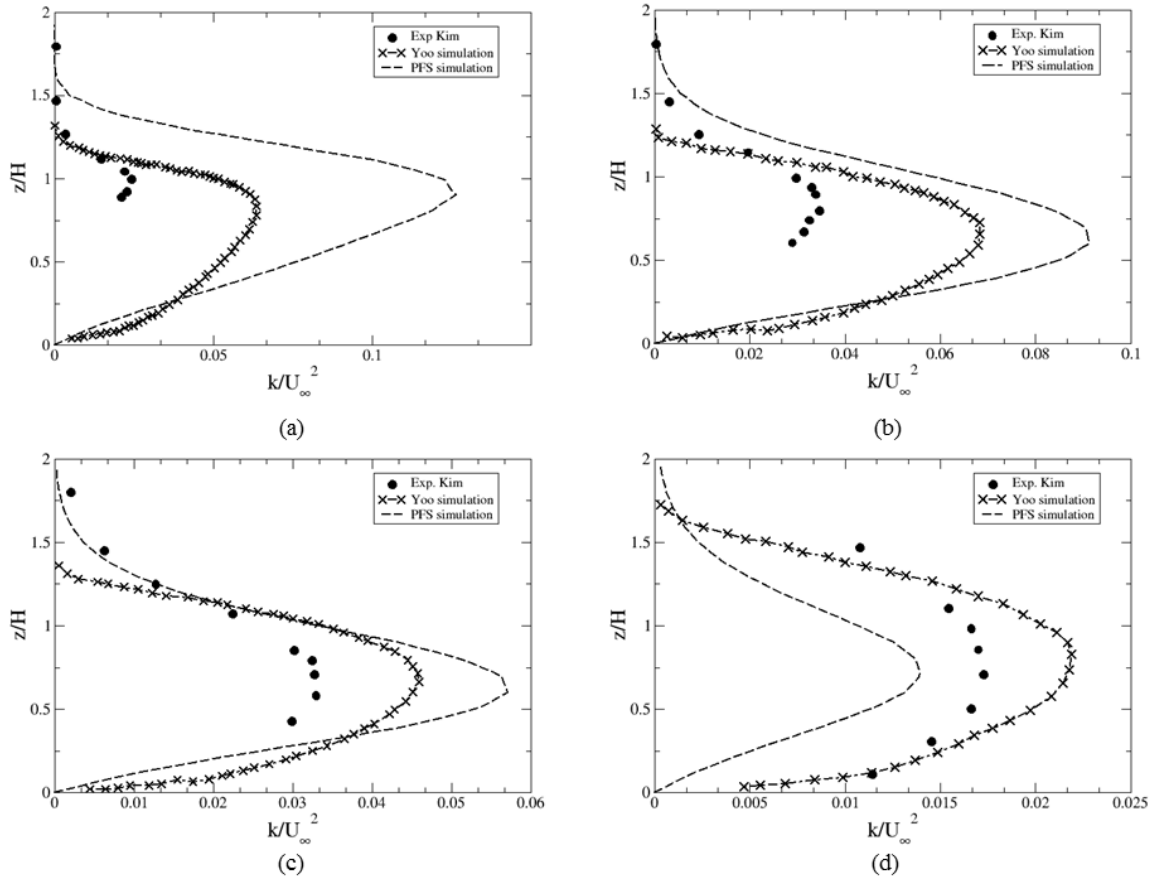 2
Exp Kim
Yoo simulation
PFS simulation
1.5
z/H
1
0.5
0
0 0.05 0.1
k/U∞²
(a)
2
Exp. Kim
Yoo simulation
PFS simulation
1.5
z/H
1
0.5
0
0 0.02 0.04 0.06 0.08 0.1
k/U∞²
(b)
2
Exp. Kim
Yoo simulation
PFS simulation
1.5
z/H
1
0.5
0
0 0.01 0.02 0.03 0.04 0.05 0.06
k/U∞²
(c)
2
Exp. Kim
Yoo simulation
PFS simulation
1.5
z/H
1
0.5
0
0 0.005 0.01 0.015 0.02 0.025
k/U∞²
(d)